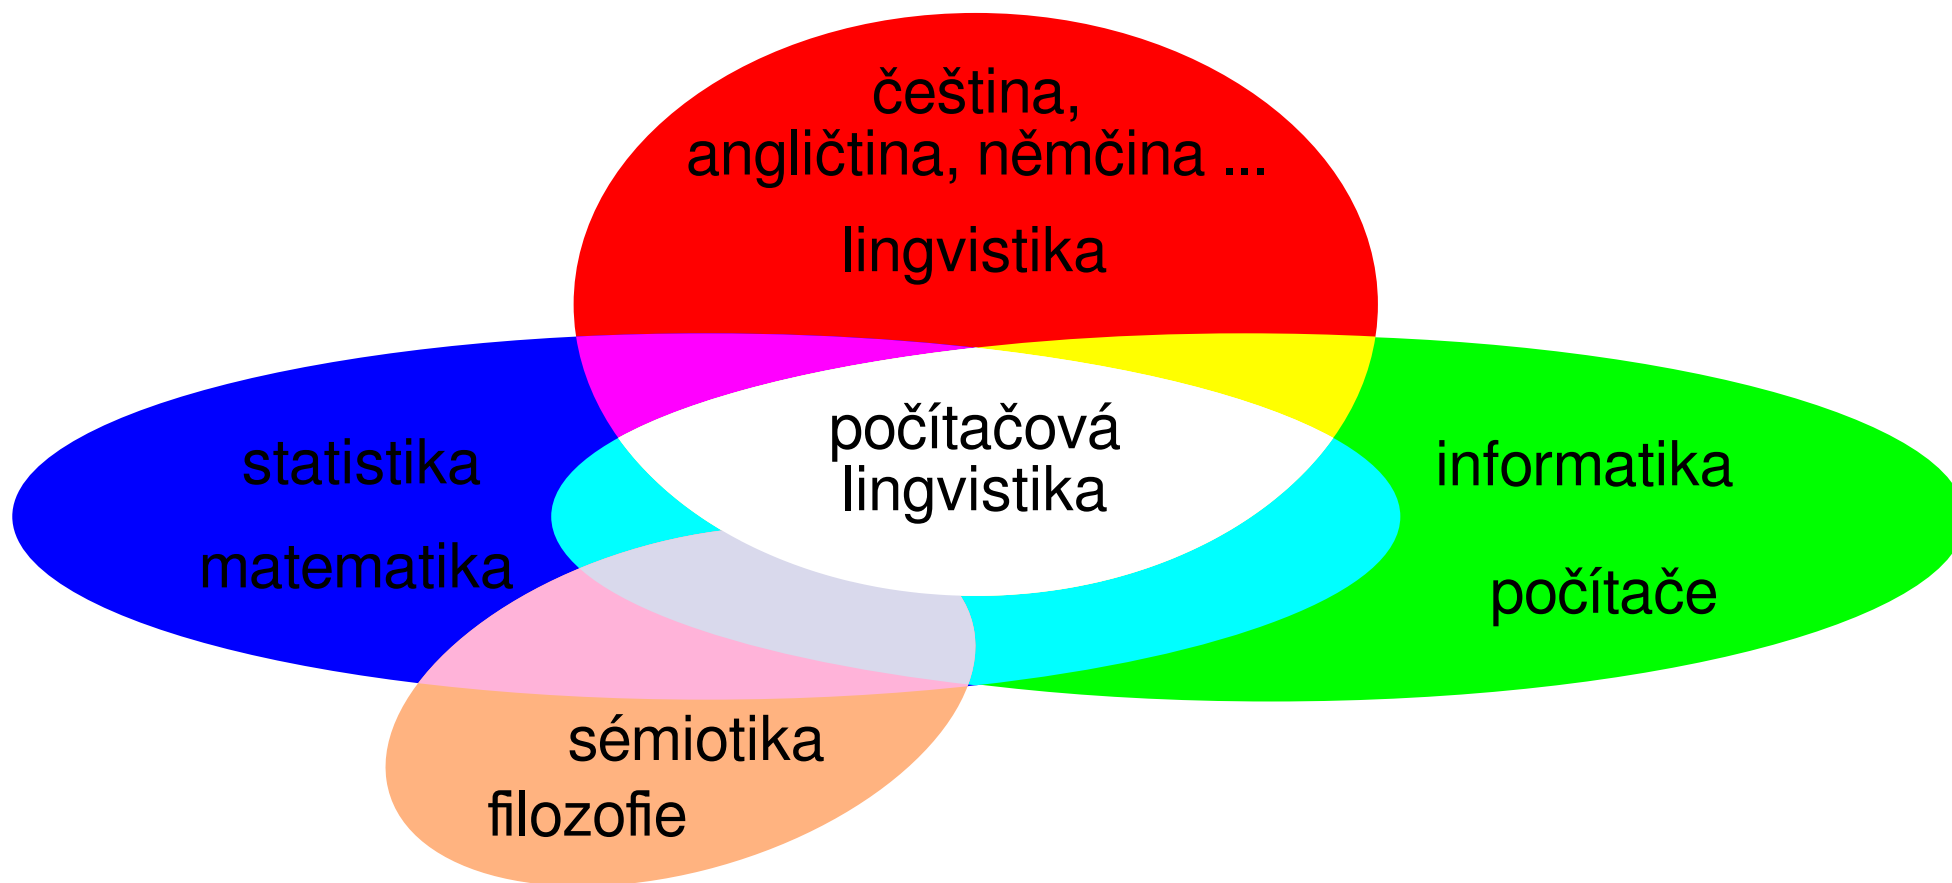 čeština,
angličtina, němčina ...
lingvistika
počítačová
lingvistika
statistika
matematika
informatika
počítače
sémiotika
filozofie